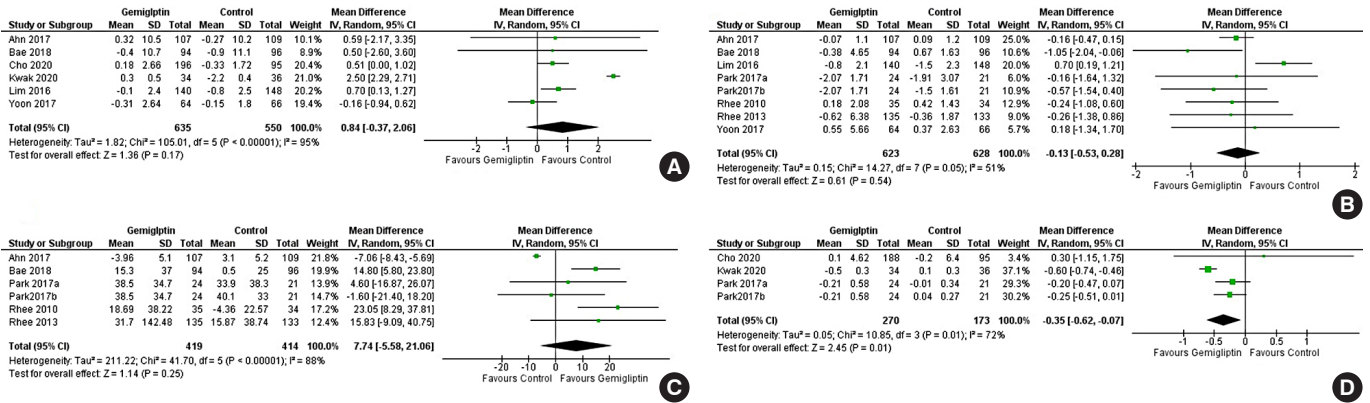 Gemigliptin Control Mean Difference Mean Difference
Study or Subgroup Mean SD Total Mean SD Total Weight IV, Random, 95% CI IV, Random, 95% CI
Ahn 2017 0.32 10.5 107 -0.27 10.2 109 10.1% 0.59 [-2.17, 3.35]
Bae 2018 -0.4 10.7 94 -0.9 11.1 96 8.9% 0.50 [-2.60, 3.60]
Cho 2020 0.18 2.66 196 -0.33 1.72 95 20.4% 0.51 [0.00, 1.02]
Kwak 2020 0.3 0.5 34 -2.2 0.4 36 21.0% 2.50 [2.29, 2.71]
Lim 2016 -0.1 2.4 140 -0.8 2.5 148 20.2% 0.70 [0.13, 1.27]
Yoon 2017 -0.31 2.64 64 -0.15 1.8 66 19.4% -0.16 [-0.94, 0.62]
Total (95% CI) 635 550 100.0% 0.84 [-0.37, 2.06]
Heterogeneity: Tau² = 1.82; Chi² = 105.01, df = 5 (P < 0.00001); I² = 95%
Test for overall effect: Z = 1.36 (P = 0.17)
-4 -2 0 2 4
Favours Gemigliptin Favours Control
A
Gemigliptin Control Mean Difference Mean Difference
Study or Subgroup Mean SD Total Mean SD Total Weight IV, Random, 95% CI IV, Random, 95% CI
Ahn 2017 -0.07 1.1 107 0.09 1.2 109 25.0% -0.16 [-0.47, 0.15]
Bae 2018 -0.38 4.65 94 0.67 1.63 96 11.1% -1.05 [-2.04, -0.06]
Lim 2016 -0.8 2.1 140 -1.5 2.3 148 20.0% 0.70 [0.19, 1.21]
Park 2017a -2.07 1.71 24 -1.91 3.07 21 6.0% -0.16 [-1.64, 1.32]
Park2017b -2.07 1.71 24 -1.5 1.61 21 11.4% -0.57 [-1.54, 0.40]
Rhee 2010 0.18 2.08 35 0.42 1.43 34 12.9% -0.24 [-1.08, 0.60]
Rhee 2013 -0.62 6.38 135 -0.36 1.87 133 9.4% -0.26 [-1.38, 0.86]
Yoon 2017 0.55 5.66 64 0.37 2.63 66 5.7% 0.18 [-1.34, 1.70]
Total (95% CI) 623 628 100.0% -0.13 [-0.53, 0.28]
Heterogeneity: Tau² = 0.15; Chi² = 14.27, df = 7 (P = 0.05); I² = 51%
Test for overall effect: Z = 0.61 (P = 0.54)
-2 -1 0 1 2
Favours Gemigliptin Favours Control
B
Gemiglptin Control Mean Difference Mean Difference
Study or Subgroup Mean SD Total Mean SD Total Weight IV, Random, 95% CI IV, Random, 95% CI
Ahn 2017 -3.96 5.1 107 3.1 5.2 109 21.8% -7.06 [-8.43, -5.69]
Bae 2018 15.3 37 94 0.5 25 96 19.9% 14.80 [5.80, 23.80]
Park 2017a 38.5 34.7 24 33.9 38.3 21 14.1% 4.60 [-16.87, 26.07]
Park2017b 38.5 34.7 24 40.1 33 21 14.7% -1.60 [-21.40, 18.20]
Rhee 2010 18.69 38.22 35 -4.36 22.57 34 17.1% 23.05 [8.29, 37.81]
Rhee 2013 31.7 142.48 135 15.87 38.74 133 12.4% 15.83 [-9.09, 40.75]
Total (95% CI) 419 414 100.0% 7.74 [-5.58, 21.06]
Heterogeneity: Tau² = 211.22; Chi² = 41.70, df = 5 (P < 0.00001); I² = 88%
Test for overall effect: Z = 1.14 (P = 0.25)
-20 -10 0 10 20
Favours Control Favours Gemigliptin
C
Gemiglptin Control Mean Difference Mean Difference
Study or Subgroup Mean SD Total Mean SD Total Weight IV, Random, 95% CI IV, Random, 95% CI
Cho 2020 0.1 4.62 188 -0.2 6.4 95 3.4% 0.30 [-1.15, 1.75]
Kwak 2020 -0.5 0.3 34 0.1 0.3 36 37.1% -0.60 [-0.74, -0.46]
Park 2017a -0.21 0.58 24 -0.01 0.34 21 29.3% -0.20 [-0.47, 0.07]
Park2017b -0.21 0.58 24 0.04 0.27 21 30.2% -0.25 [-0.51, 0.01]
Total (95% CI) 270 173 100.0% -0.35 [-0.62, -0.07]
Heterogeneity: Tau² = 0.05; Chi² = 10.85, df = 3 (P = 0.01); I² = 72%
Test for overall effect: Z = 2.45 (P = 0.01)
-1 -0.5 0 0.5 1
Favours Gemigliptin Favours Control
D